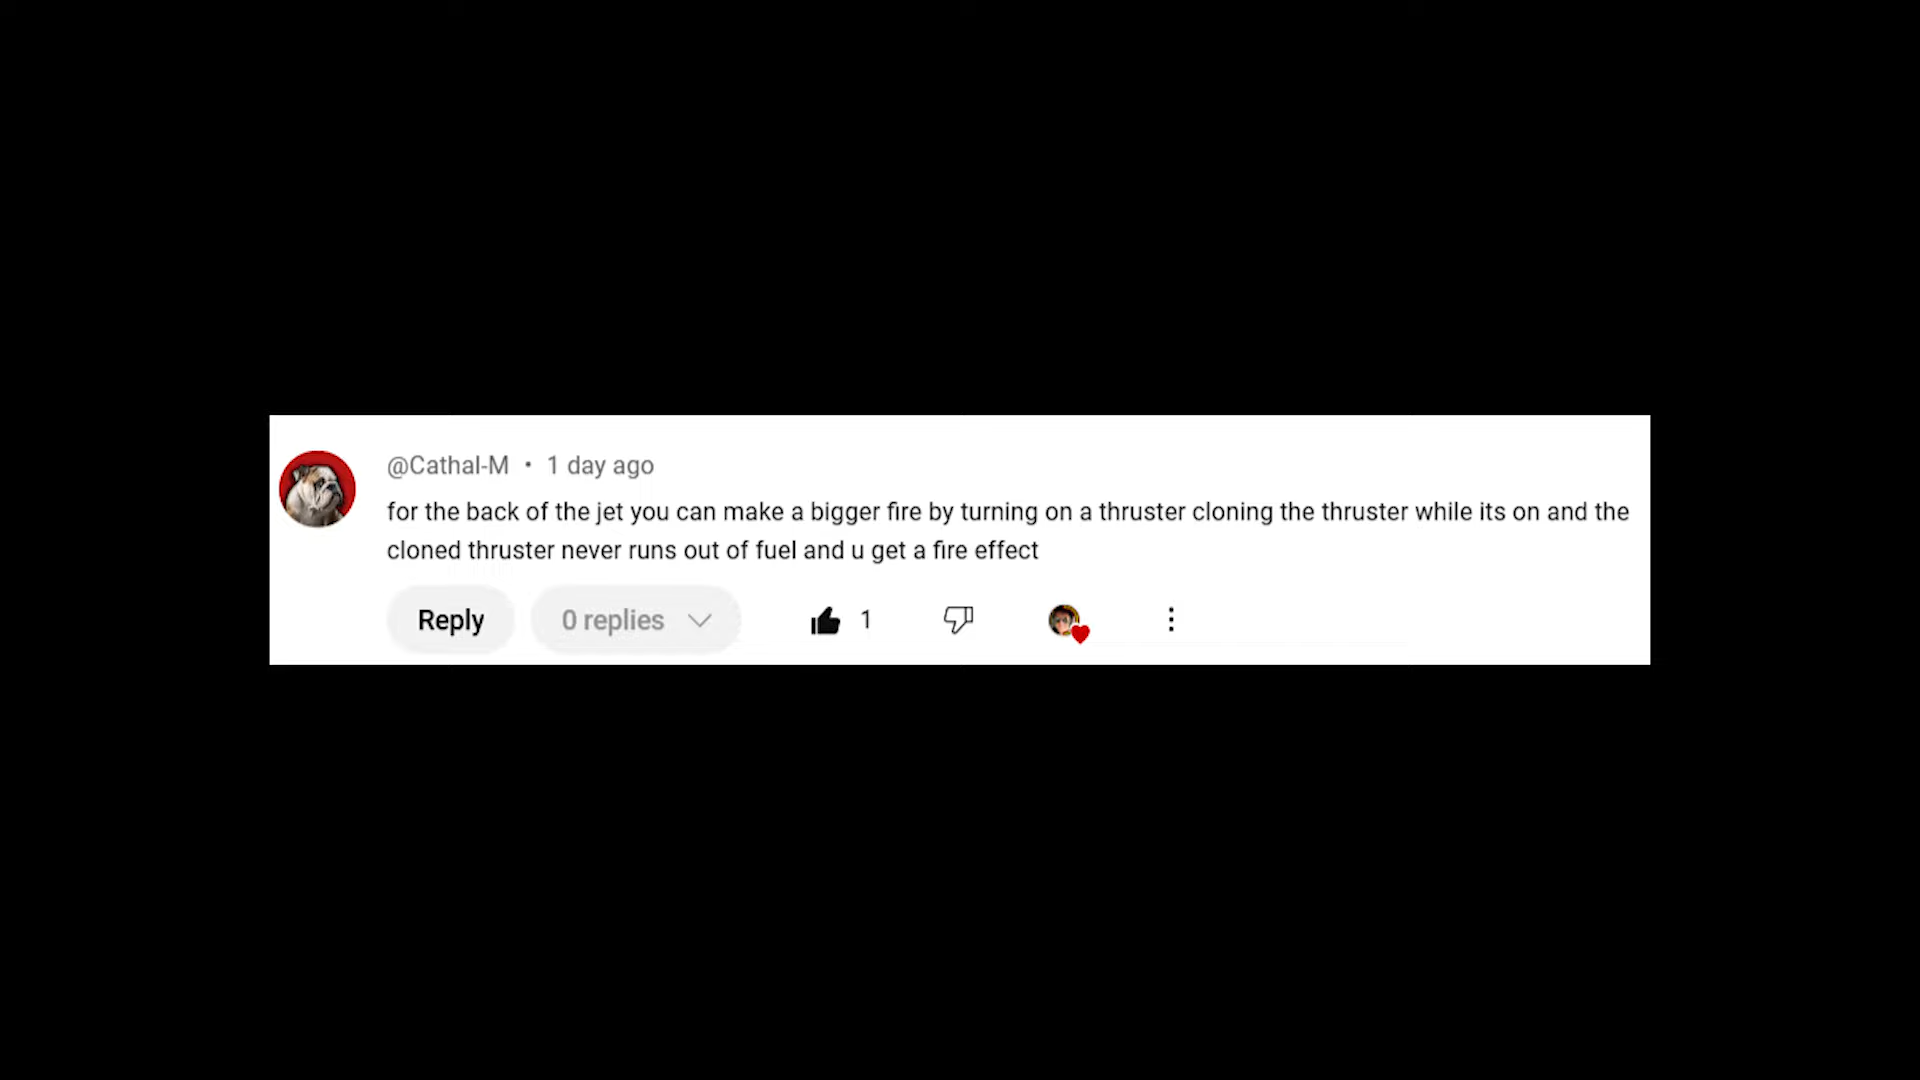 @Cathal-M • 1 day ago
for the back of the jet you can make a bigger fire by turning on a thruster cloning the thruster while its on and the
cloned thruster never runs out of fuel and u get a fire effect
Reply 0 replies 1